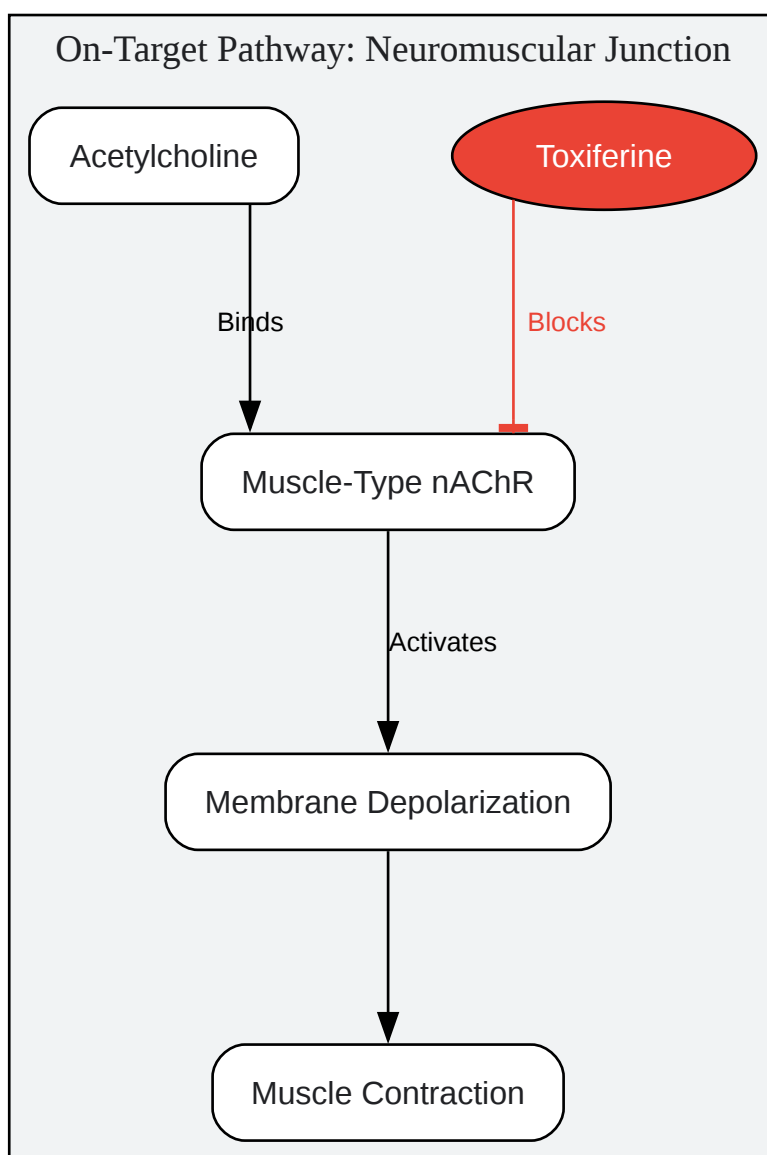 On-Target Pathway: Neuromuscular Junction
Acetylcholine
Toxiferine
Binds
Blocks
Muscle-Type nAChR
Activates
Membrane Depolarization
Muscle Contraction